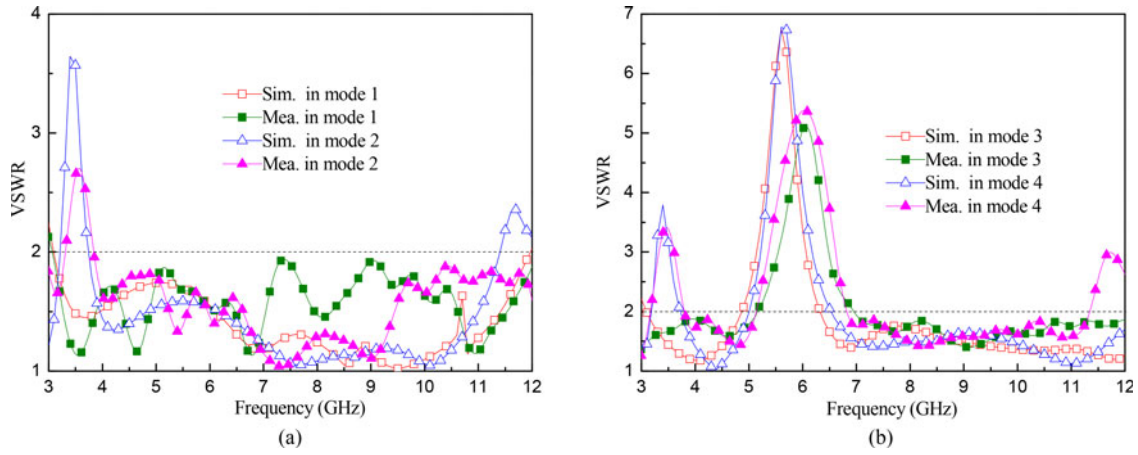 4
3
2
1
VSWR
Sim. in mode 1
Mea. in mode 1
Sim. in mode 2
Mea. in mode 2
3 4 5 6 7 8 9 10 11 12
Frequency (GHz)
(a)
7
6
5
4
3
2
1
VSWR
Sim. in mode 3
Mea. in mode 3
Sim. in mode 4
Mea. in mode 4
3 4 5 6 7 8 9 10 11 12
Frequency (GHz)
(b)